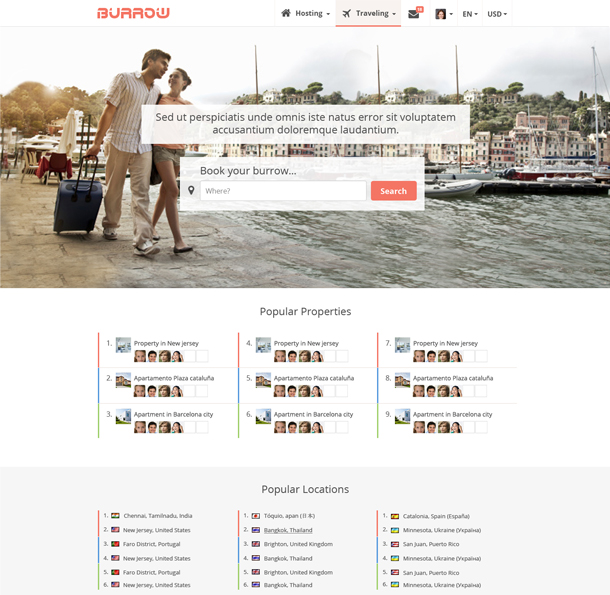 BURROW
Hosting
Traveling
EN
USD
Sed ut perspiciatis unde omnis iste natus error sit voluptatem
accusantium doloremque laudantium.
Book your burrow...
Where?
Search
Popular Properties
1. Property in New jersey
2. Apartamento Plaza cataluña
3. Apartment in Barcelona city
4. Property in New jersey
5. Apartamento Plaza cataluña
6. Apartment in Barcelona city
7. Property in New jersey
8. Apartamento Plaza cataluña
9. Apartment in Barcelona city
Popular Locations
1. Chennai, Tamilnadu, India
2. New Jersey, United States
3. Faro District, Portugal
4. New Jersey, United States
5. Faro District, Portugal
6. New Jersey, United States
1. Tóquio, apan (日本)
2. Bangkok, Thailand
3. Brighton, United Kingdom
4. Bangkok, Thailand
5. Brighton, United Kingdom
6. Bangkok, Thailand
1. Catalonia, Spain (España)
2. Minnesota, Ukraine (Україна)
3. San Juan, Puerto Rico
4. Minnesota, Ukraine (Україна)
5. San Juan, Puerto Rico
6. Minnesota, Ukraine (Україна)